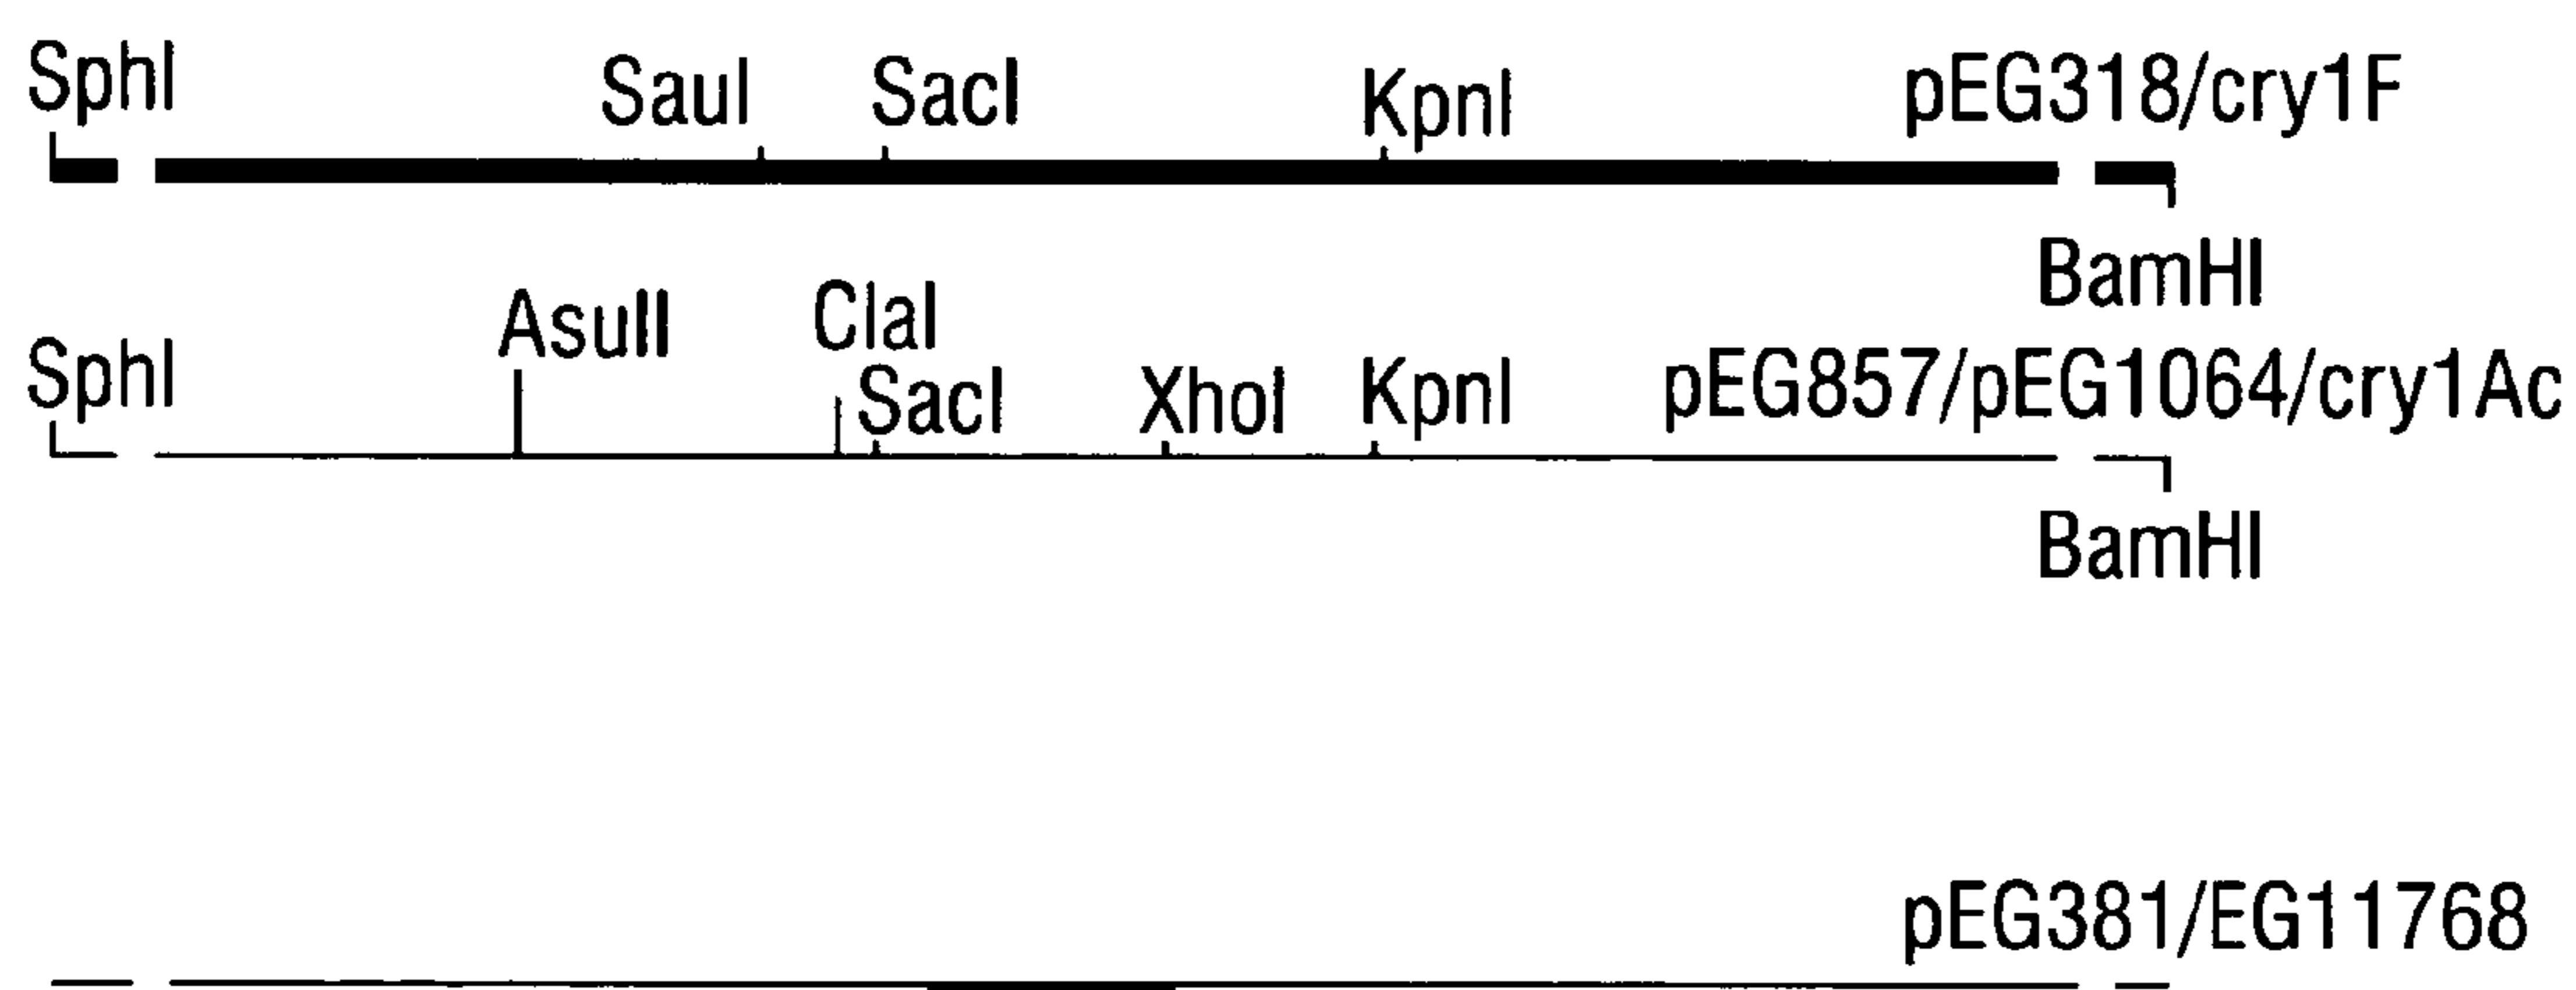 SphI SauI SacI KpnI pEG318/cry1F
BamHI
AsuII ClaI
SphI SacI XhoI KpnI pEG857/pEG1064/cry1Ac
BamHI
pEG381/EG11768